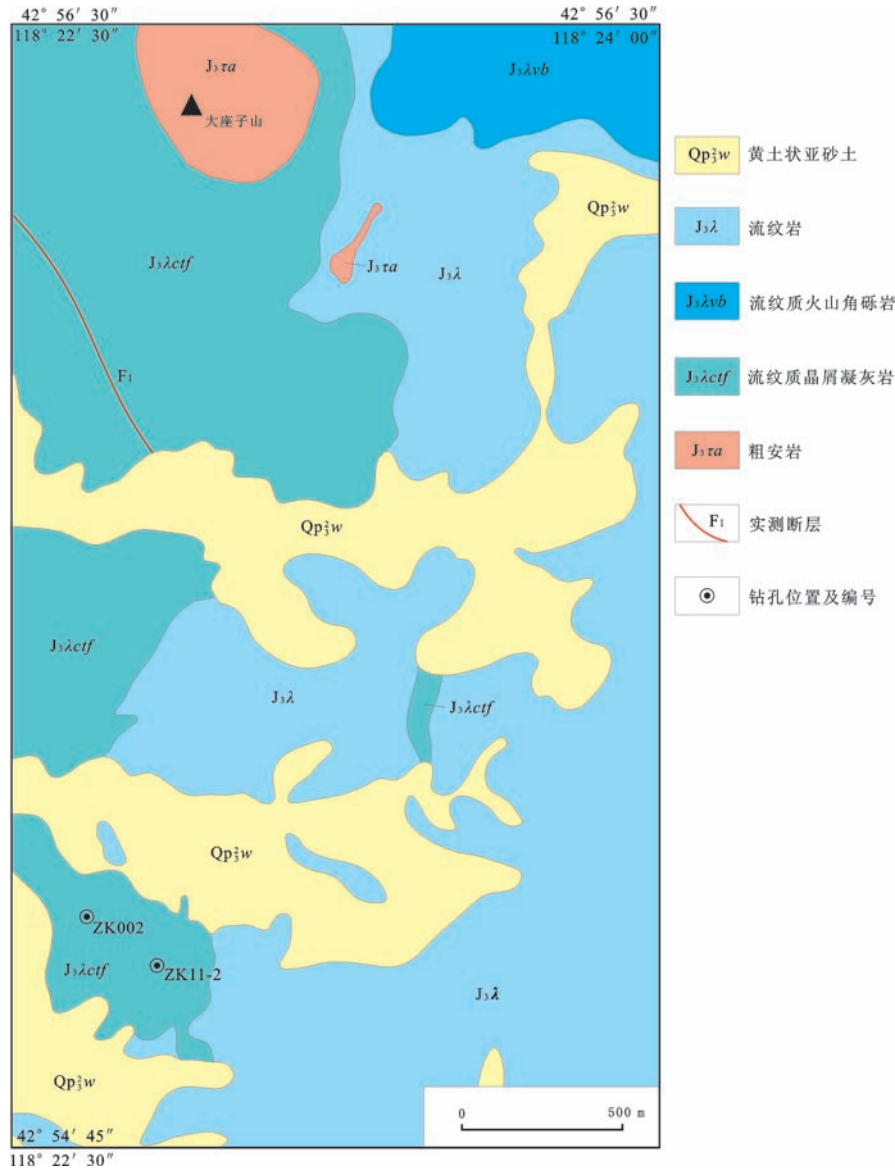 42° 56′ 30″
118° 22′ 30″
42° 56′ 30″
118° 24′ 00″
J₃τa
大座子山
J₃λvb
Qp₃²w
J₃λctf
J₃τa
J₃λ
F₁
Qp₃²w
J₃λctf
J₃λ
J₃λctf
Qp₃²w
ZK002
J₃λctf
ZK11-2
J₃λ
Qp₃²w
0
500 m
42° 54′ 45″
118° 22′ 30″
Qp₃²w 黄土状亚砂土
J₃λ 流纹岩
J₃λvb 流纹质火山角砾岩
J₃λctf 流纹质晶屑凝灰岩
J₃τa 粗安岩
F₁ 实测断层
钻孔位置及编号